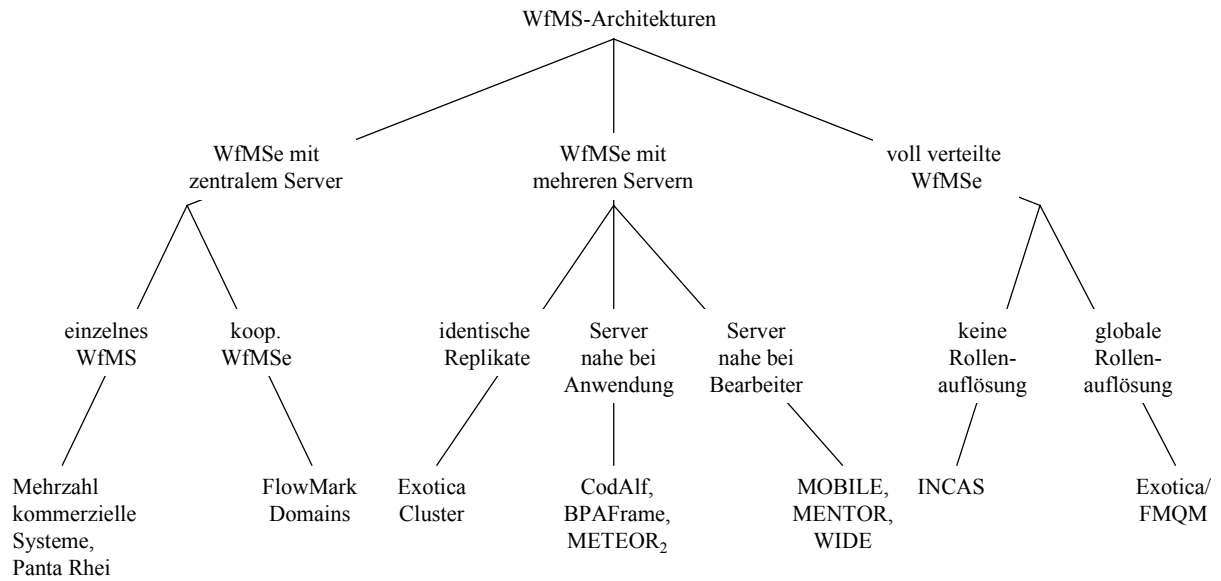 WfMS-Architekturen
WfMSe mit
zentralem Server
WfMSe mit
mehreren Servern
voll verteilte
WfMSe
einzelnes
WfMS
koop.
WfMSe
identische
Replikate
Server
nahe bei
Anwendung
Server
nahe bei
Bearbeiter
keine
Rollen-
auflösung
globale
Rollen-
auflösung
Mehrzahl
kommerzielle
Systeme,
Panta Rhei
FlowMark
Domains
Exotica
Cluster
CodAlf,
BPAFrame,
METEOR₂
MOBILE,
MENTOR,
WIDE
INCAS
Exotica/
FMQM